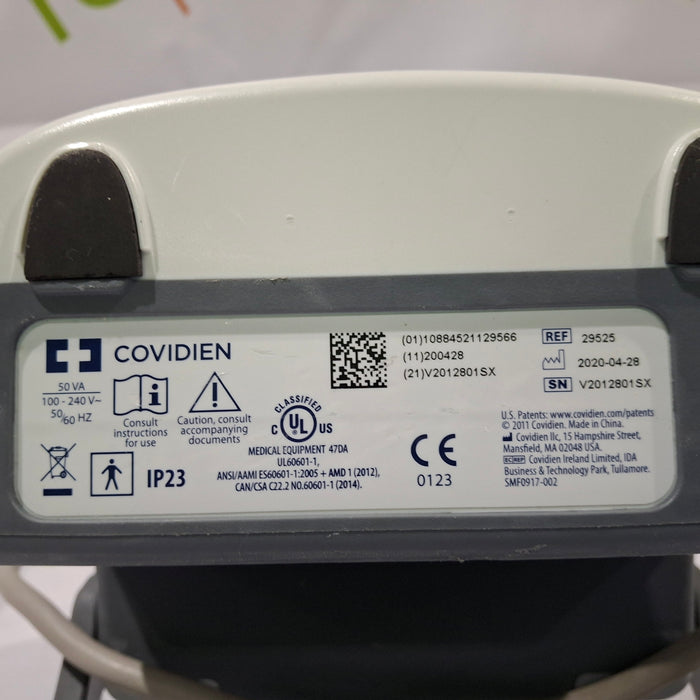 COVIDIEN
50 VA
100 - 240 V~
50/60 HZ
Consult
instructions
for use
Caution, consult
accompanying
documents
IP23
(01)10884521129566
(11)200428
(21)V2012801SX
CLASSIFIED
C UL US
MEDICAL EQUIPMENT 47DA
UL60601-1,
ANSI/AAMI ES60601-1:2005 + AMD 1 (2012),
CAN/CSA C22.2 NO.60601-1 (2014).
CE
0123
REF 29525
2020-04-28
SN V2012801SX
U.S. Patents: www.covidien.com/patents
© 2011 Covidien. Made in China.
Covidien llc, 15 Hampshire Street,
Mansfield, MA 02048 USA.
EC REP Covidien Ireland Limited, IDA
Business & Technology Park, Tullamore.
SMF0917-002